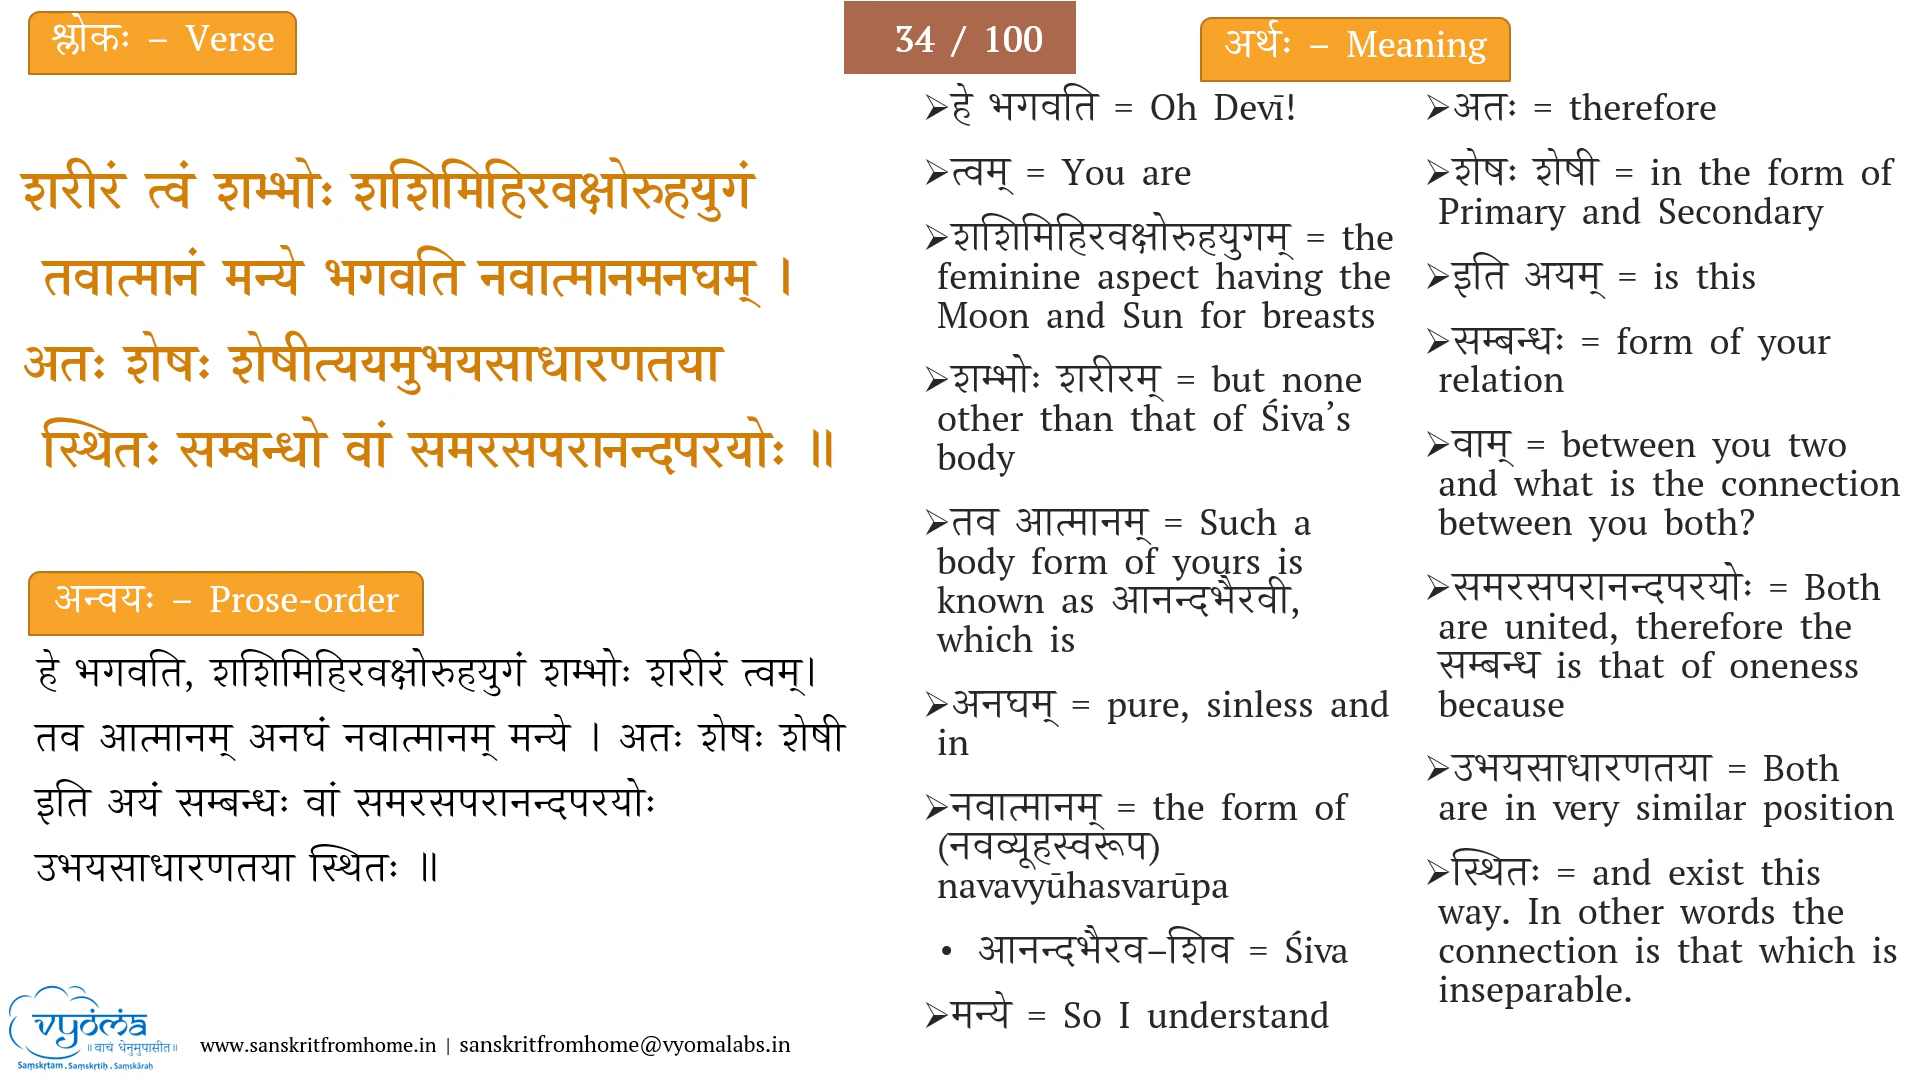 श्लोकः – Verse
शरीरं त्वं शम्भोः शशिमिहिरवक्षोरुहयुगं
तवात्मानं मन्ये भगवति नवात्मानमनघम् ।
अतः शेषः शेषीत्ययमुभयसाधारणतया
स्थितः सम्बन्धो वां समरसपरानन्दपरयोः ॥
अन्वयः – Prose-order
हे भगवति, शशिमिहिरवक्षोरुहयुगं शम्भोः शरीरं त्वम्।
तव आत्मानम् अनघं नवात्मानम् मन्ये । अतः शेषः शेषी
इति अयं सम्बन्धः वां समरसपरानन्दपरयोः
उभयसाधारणतया स्थितः ॥
34 / 100
अर्थः – Meaning
➢हे भगवति = Oh Devī!
➢त्वम् = You are
➢शशिमिहिरवक्षोरुहयुगम् = the
feminine aspect having the
Moon and Sun for breasts
➢शम्भोः शरीरम् = but none
other than that of Śiva’s
body
➢तव आत्मानम् = Such a
body form of yours is
known as आनन्दभैरवी,
which is
➢अनघम् = pure, sinless and
in
➢नवात्मानम् = the form of
(नवव्यूहस्वरूप)
navavyūhasvarūpa
• आनन्दभैरव–शिव = Śiva
➢मन्ये = So I understand
➢अतः = therefore
➢शेषः शेषी = in the form of
Primary and Secondary
➢इति अयम् = is this
➢सम्बन्धः = form of your
relation
➢वाम् = between you two
and what is the connection
between you both?
➢समरसपरानन्दपरयोः = Both
are united, therefore the
सम्बन्ध is that of oneness
because
➢उभयसाधारणतया = Both
are in very similar position
➢स्थितः = and exist this
way. In other words the
connection is that which is
inseparable.
vyoma
॥ वाचं धेनुमुपासीत॥
Saṃskṛtam . Saṃskṛtiḥ . Saṃskāraḥ
www.sanskritfromhome.in | sanskritfromhome@vyomalabs.in